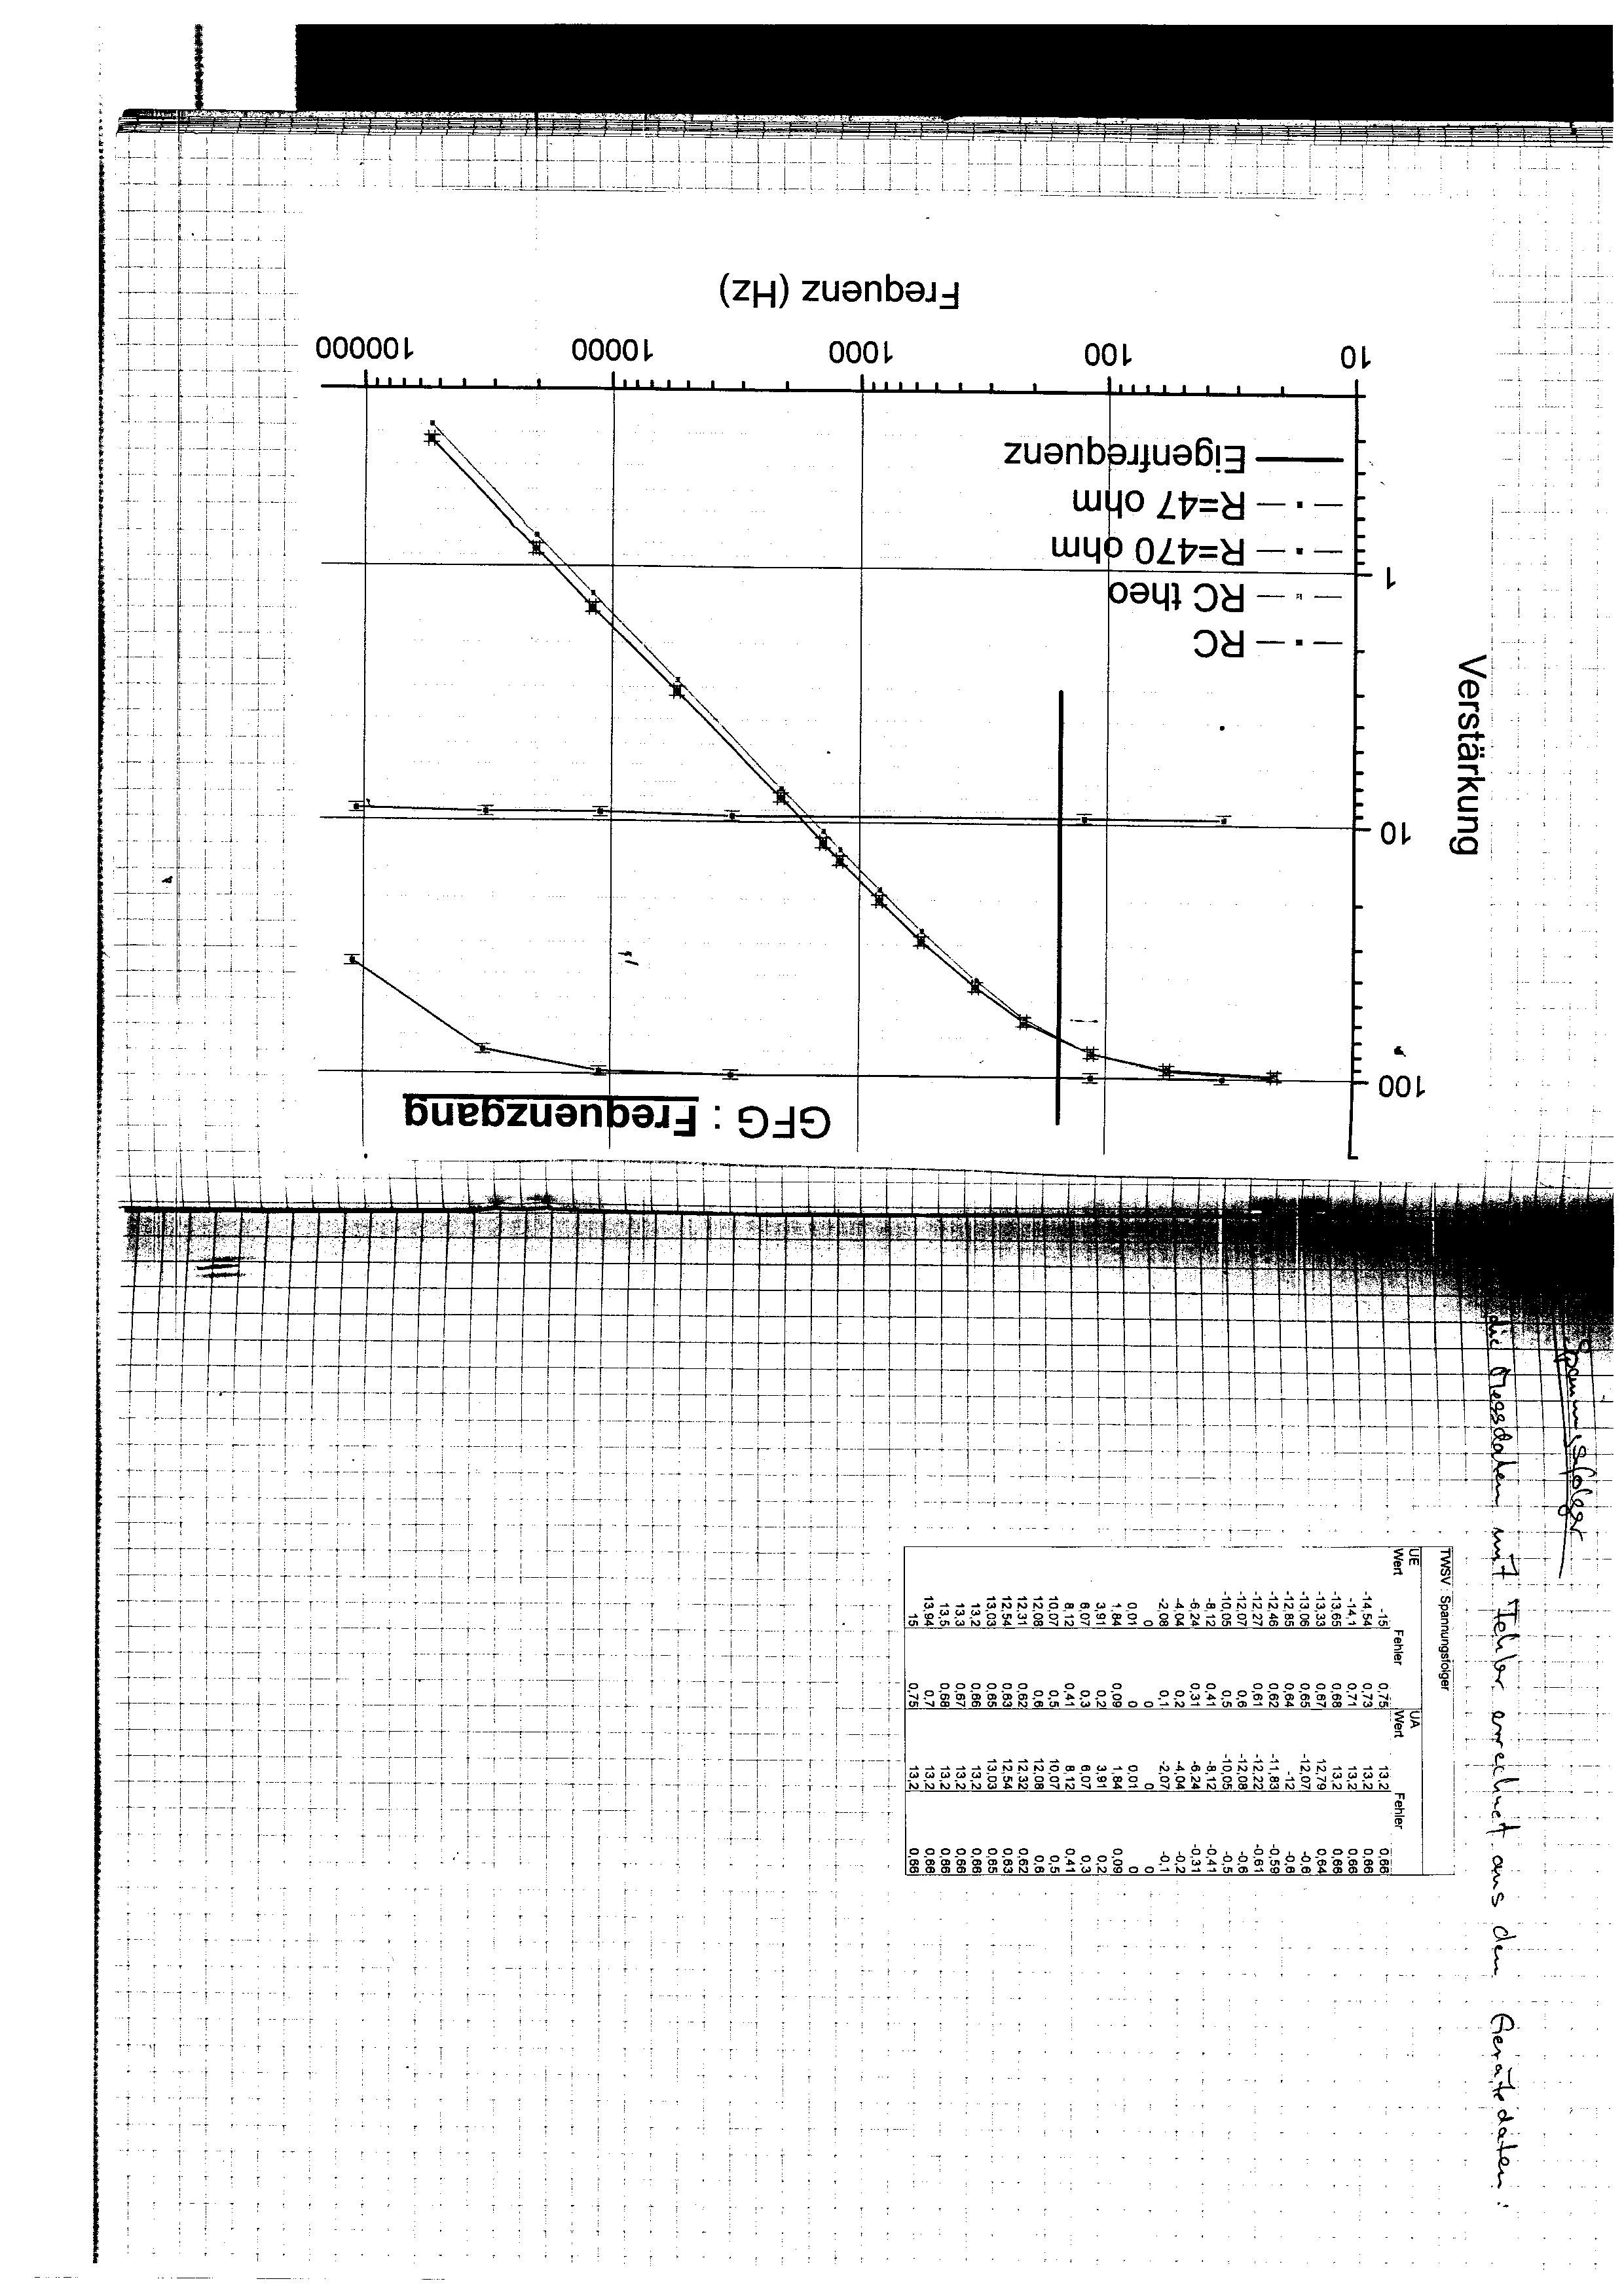 Spannungsfolger
die Messdaten mit Fehler errechnet aus den Gerätedaten:
TWSV : Spannungsfolger
UE UA
Wert Fehler Wert Fehler
-15 0,75 13,2 0,66
-14,54 0,73 13,2 0,66
-14,1 0,71 13,2 0,66
-13,65 0,68 13,2 0,66
-13,33 0,67 12,79 0,64
-13,06 0,65 -12,07 -0,6
-12,85 0,64 -12 -0,6
-12,46 0,62 -11,83 -0,59
-12,27 0,61 -12,22 -0,61
-12,07 0,6 -12,08 -0,6
-10,05 0,5 -10,05 -0,5
-8,12 0,41 -8,12 -0,41
-6,24 0,31 -6,24 -0,31
-4,04 0,2 -4,04 -0,2
-2,08 0,1 -2,07 -0,1
0 0 0 0
0,01 0 0,01 0
1,84 0,09 1,84 0,09
3,91 0,2 3,91 0,2
6,07 0,3 6,07 0,3
8,12 0,41 8,12 0,41
10,07 0,5 10,07 0,5
12,08 0,6 12,08 0,6
12,31 0,62 12,32 0,62
12,54 0,63 12,54 0,63
13,03 0,65 13,03 0,65
13,2 0,66 13,2 0,66
13,3 0,67 13,2 0,66
13,5 0,68 13,2 0,66
13,94 0,7 13,2 0,66
15 0,75 13,2 0,66
GFG : Frequenzgang
Verstärkung
100
10
1
RC
RC theo
R=470 ohm
R=47 ohm
Eigenfrequenz
10 100 1000 10000 100000
Frequenz (Hz)